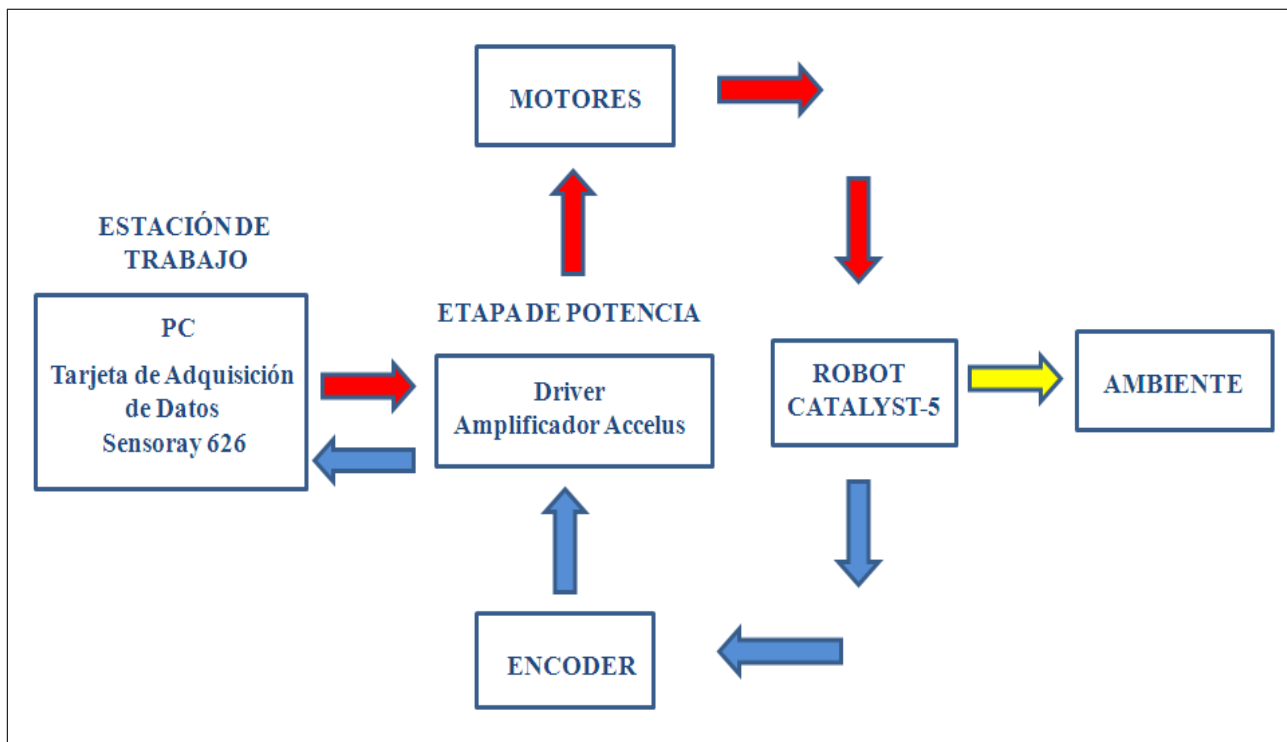 MOTORES
ESTACIÓN DE
TRABAJO
PC
Tarjeta de Adquisición
de Datos
Sensoray 626
ETAPA DE POTENCIA
Driver
Amplificador Accelus
ROBOT
CATALYST-5
AMBIENTE
ENCODER